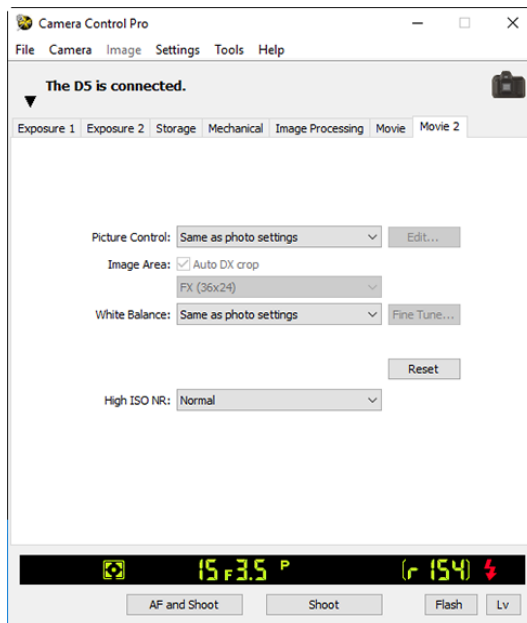 Camera Control Pro
File Camera Image Settings Tools Help
The D5 is connected.
Exposure 1 Exposure 2 Storage Mechanical Image Processing Movie Movie 2
Picture Control: Same as photo settings Edit...
Image Area: Auto DX crop
FX (36x24)
White Balance: Same as photo settings Fine Tune...
Reset
High ISO NR: Normal
15 F3.5 P (r 154)
AF and Shoot Shoot Flash Lv